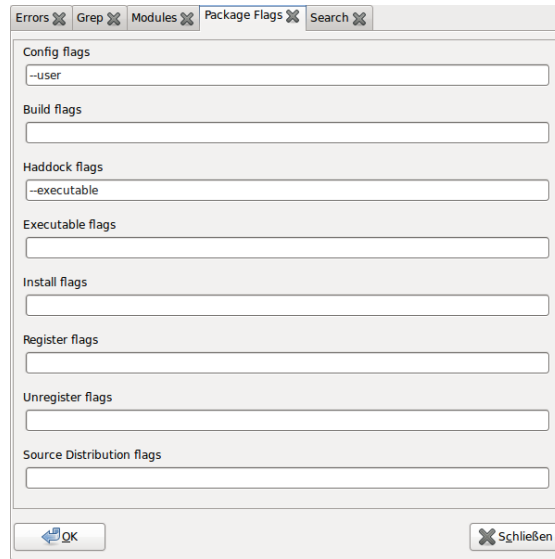 Errors Grep Modules Package Flags Search
Config flags
--user
Build flags
Haddock flags
--executable
Executable flags
Install flags
Register flags
Unregister flags
Source Distribution flags
OK Schließen